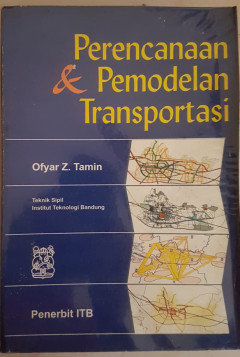 Perencanaan
& Pemodelan
Transportasi
Ofyar Z. Tamin
Teknik Sipil
Institut Teknologi Bandung
Penerbit ITB